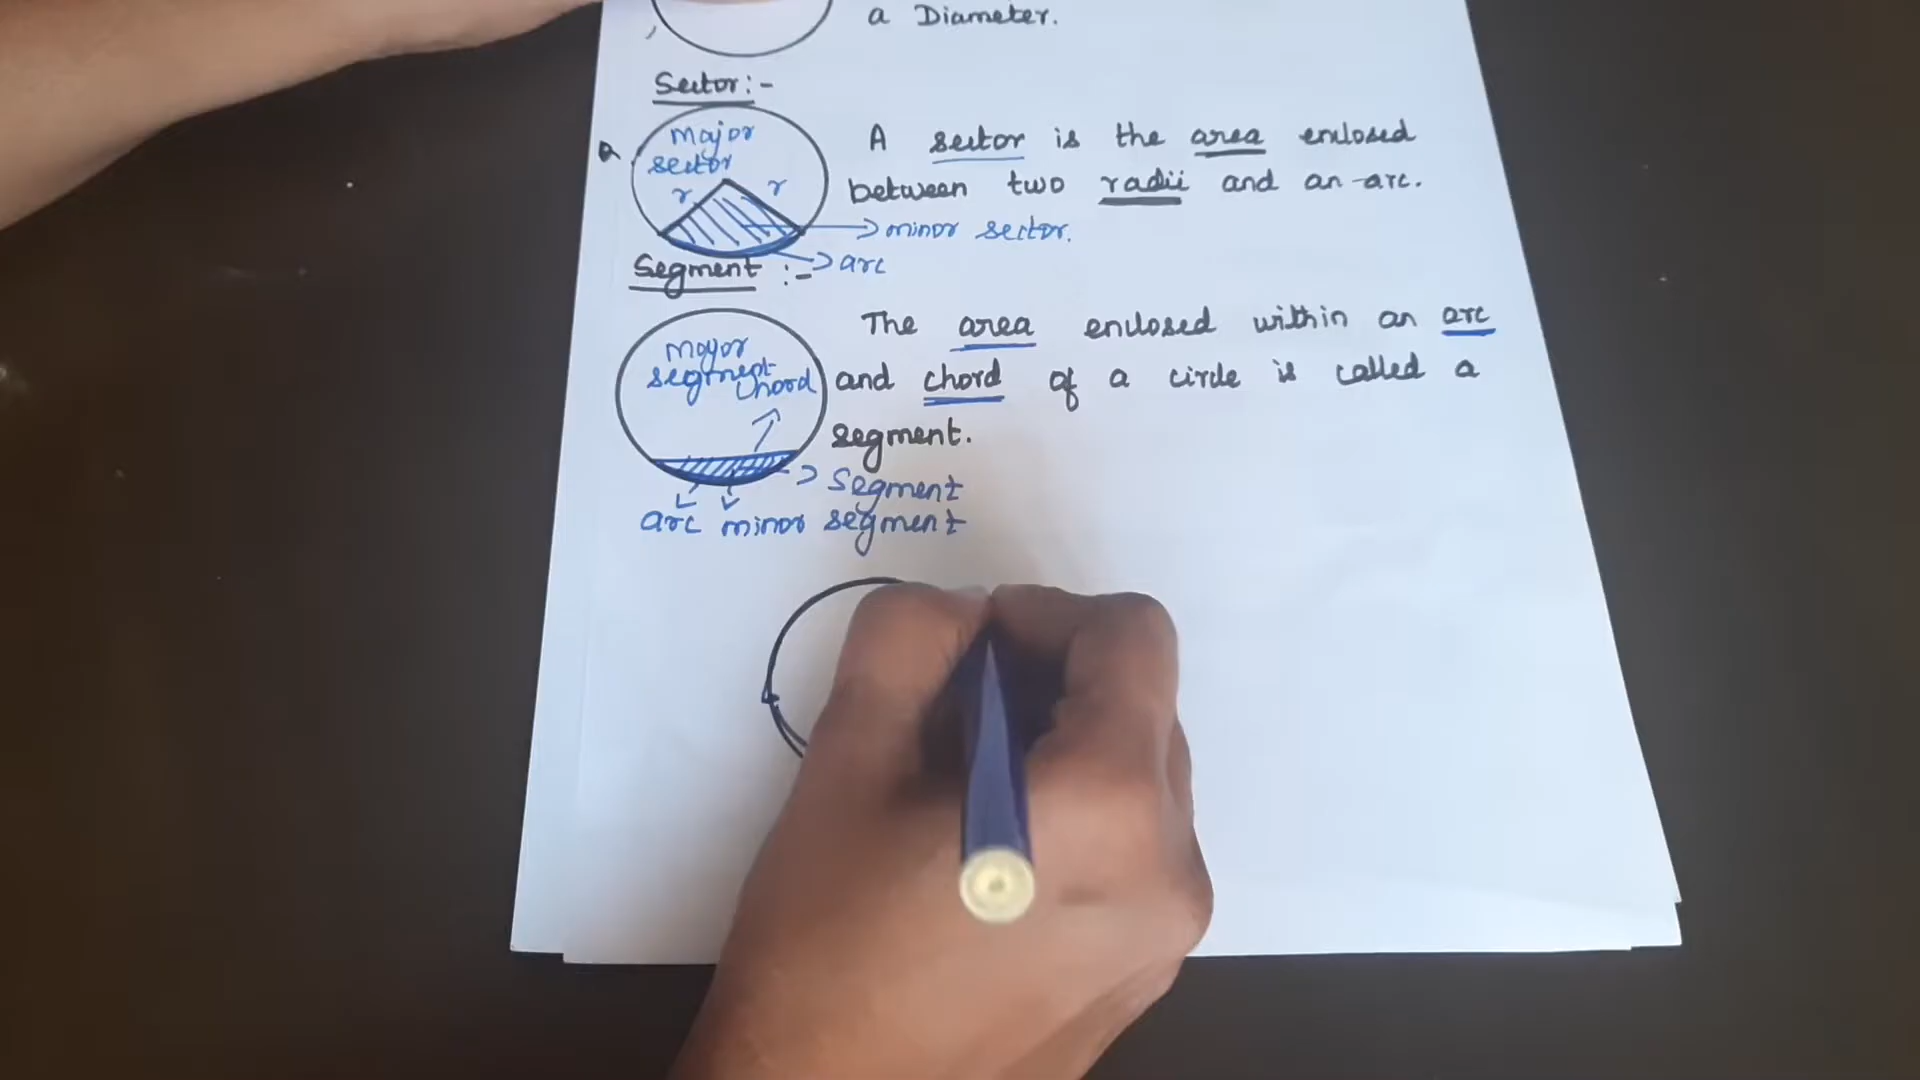 a Diameter.
Sector:-
Major
sector
r r
A sector is the area enclosed
between two radii and an arc.
minor sector.
arc
Segment :-
Major
segment
chord
The area enclosed within an arc
and chord of a circle is called a
segment.
segment
arc minor segment